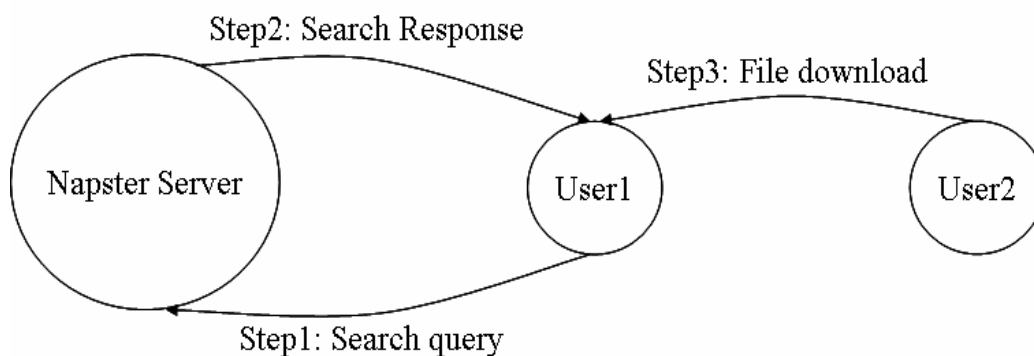 Step2: Search Response
Step3: File download
Napster Server
User1
User2
Step1: Search query